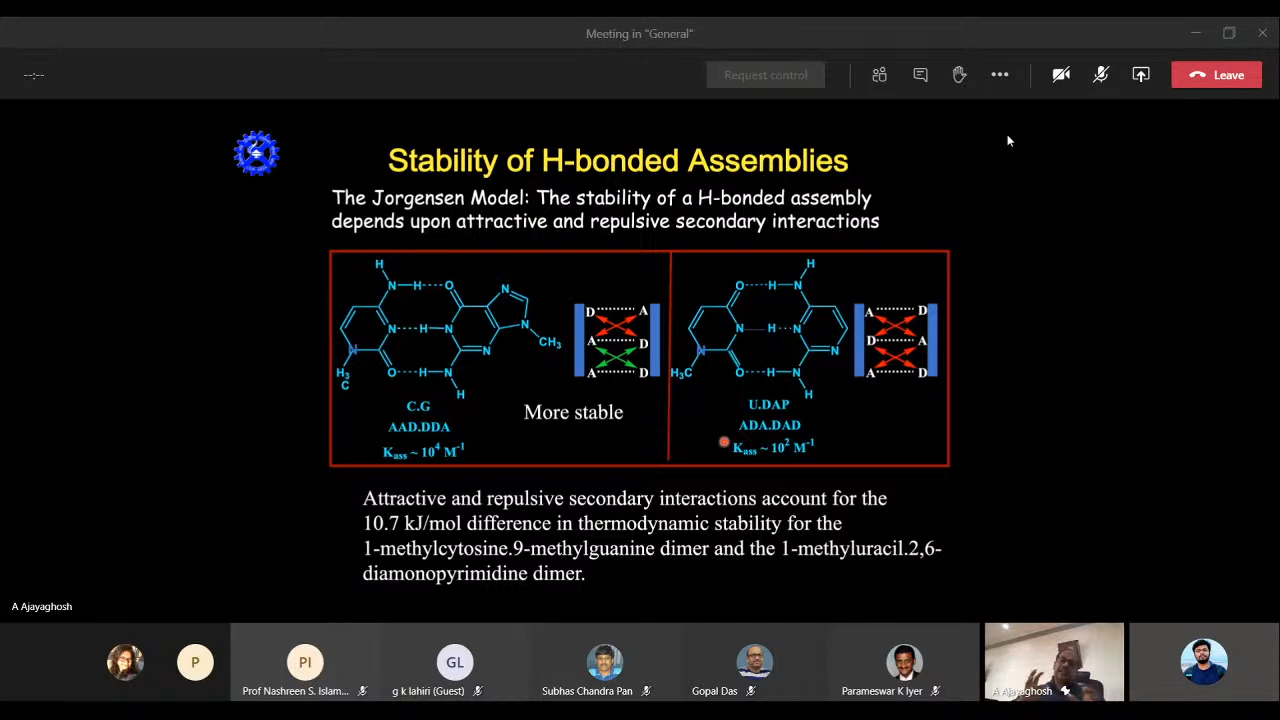 Meeting in "General"
--:--
Request control
Leave
Stability of H-bonded Assemblies
The Jorgensen Model: The stability of a H-bonded assembly
depends upon attractive and repulsive secondary interactions
H
N H O N
N H N N
CH₃
N N
H₃
C
O H N
H
C.G
AAD.DDA
Kass ~ 10⁴ M⁻¹
D A
A D
A D
More stable
H
O H N
N H N
N N
H₃C O H N
H
U.DAP
ADA.DAD
Kass ~ 10² M⁻¹
A D
D A
A D
Attractive and repulsive secondary interactions account for the
10.7 kJ/mol difference in thermodynamic stability for the
1-methylcytosine.9-methylguanine dimer and the 1-methyluracil.2,6-
diamonopyrimidine dimer.
A Ajayaghosh
P
PI
GL
Prof Nashreen S. Islam...
g k lahiri (Guest)
Subhas Chandra Pan
Gopal Das
Parameswar K Iyer
A Ajayaghosh